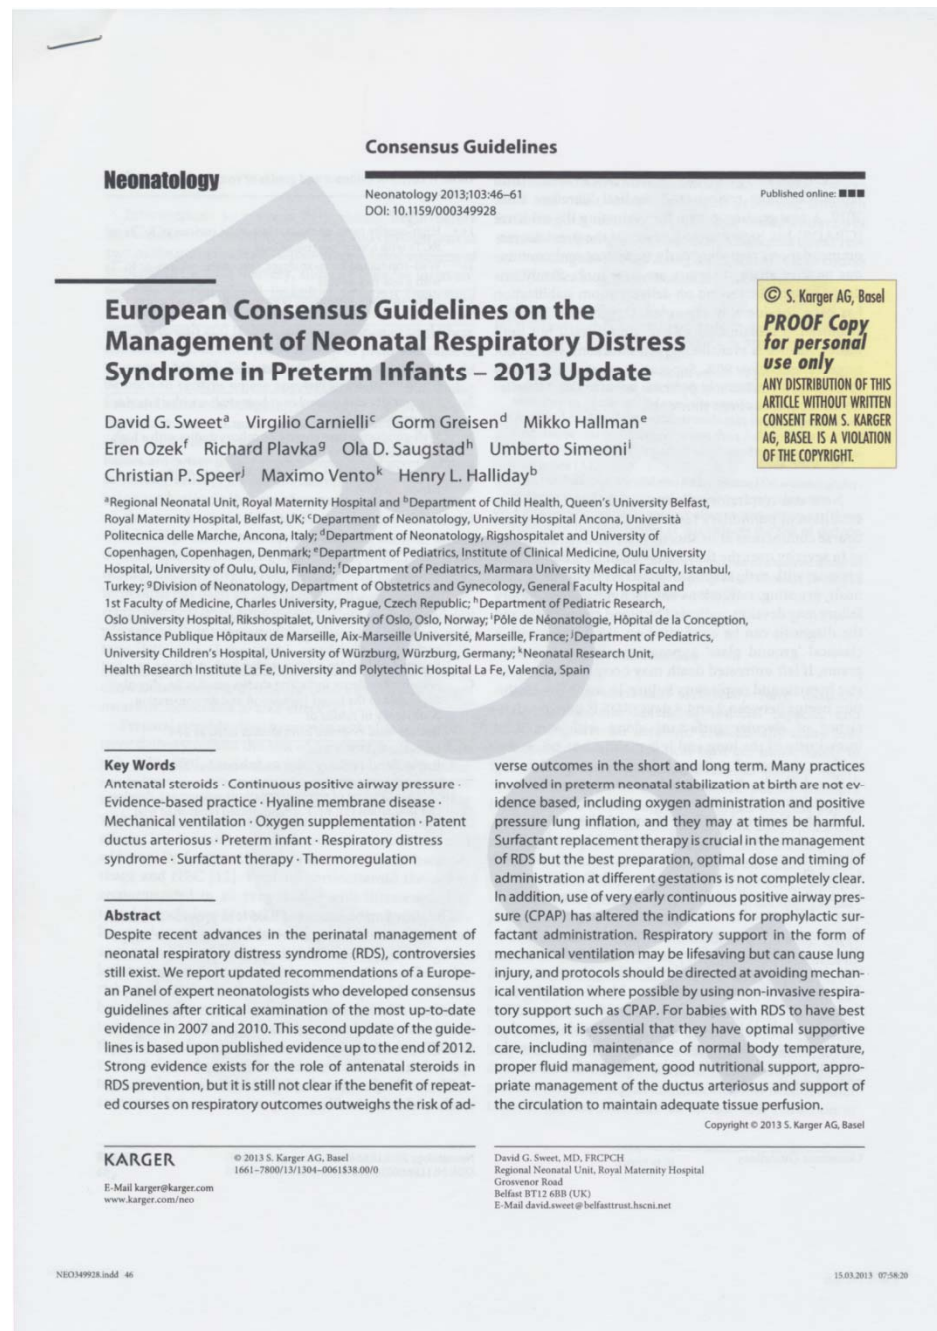 Consensus Guidelines
Neonatology
Neonatology 2013;103:46–61
DOI: 10.1159/000349928
Published online: ■■■
© S. Karger AG, Basel
PROOF Copy
for personal
use only
ANY DISTRIBUTION OF THIS
ARTICLE WITHOUT WRITTEN
CONSENT FROM S. KARGER
AG, BASEL IS A VIOLATION
OF THE COPYRIGHT.
European Consensus Guidelines on the
Management of Neonatal Respiratory Distress
Syndrome in Preterm Infants – 2013 Update
David G. Sweetᵃ Virgilio Carnielliᶜ Gorm Greisenᵈ Mikko Hallmanᵉ
Eren Ozekᶠ Richard Plavkaᵍ Ola D. Saugstadʰ Umberto Simeoniⁱ
Christian P. Speerʲ Maximo Ventoᵏ Henry L. Hallidayᵇ
ᵃRegional Neonatal Unit, Royal Maternity Hospital and ᵇDepartment of Child Health, Queen's University Belfast,
Royal Maternity Hospital, Belfast, UK; ᶜDepartment of Neonatology, University Hospital Ancona, Università
Politecnica delle Marche, Ancona, Italy; ᵈDepartment of Neonatology, Rigshospitalet and University of
Copenhagen, Copenhagen, Denmark; ᵉDepartment of Pediatrics, Institute of Clinical Medicine, Oulu University
Hospital, University of Oulu, Oulu, Finland; ᶠDepartment of Pediatrics, Marmara University Medical Faculty, Istanbul,
Turkey; ᵍDivision of Neonatology, Department of Obstetrics and Gynecology, General Faculty Hospital and
1st Faculty of Medicine, Charles University, Prague, Czech Republic; ʰDepartment of Pediatric Research,
Oslo University Hospital, Rikshospitalet, University of Oslo, Oslo, Norway; ⁱPôle de Néonatologie, Hôpital de la Conception,
Assistance Publique Hôpitaux de Marseille, Aix-Marseille Université, Marseille, France; ʲDepartment of Pediatrics,
University Children's Hospital, University of Würzburg, Würzburg, Germany; ᵏNeonatal Research Unit,
Health Research Institute La Fe, University and Polytechnic Hospital La Fe, Valencia, Spain
PROOF
Key Words
Antenatal steroids · Continuous positive airway pressure ·
Evidence-based practice · Hyaline membrane disease ·
Mechanical ventilation · Oxygen supplementation · Patent
ductus arteriosus · Preterm infant · Respiratory distress
syndrome · Surfactant therapy · Thermoregulation
Abstract
Despite recent advances in the perinatal management of
neonatal respiratory distress syndrome (RDS), controversies
still exist. We report updated recommendations of a Europe-
an Panel of expert neonatologists who developed consensus
guidelines after critical examination of the most up-to-date
evidence in 2007 and 2010. This second update of the guide-
lines is based upon published evidence up to the end of 2012.
Strong evidence exists for the role of antenatal steroids in
RDS prevention, but it is still not clear if the benefit of repeat-
ed courses on respiratory outcomes outweighs the risk of ad-
verse outcomes in the short and long term. Many practices
involved in preterm neonatal stabilization at birth are not ev-
idence based, including oxygen administration and positive
pressure lung inflation, and they may at times be harmful.
Surfactant replacement therapy is crucial in the management
of RDS but the best preparation, optimal dose and timing of
administration at different gestations is not completely clear.
In addition, use of very early continuous positive airway pres-
sure (CPAP) has altered the indications for prophylactic sur-
factant administration. Respiratory support in the form of
mechanical ventilation may be lifesaving but can cause lung
injury, and protocols should be directed at avoiding mechan-
ical ventilation where possible by using non-invasive respira-
tory support such as CPAP. For babies with RDS to have best
outcomes, it is essential that they have optimal supportive
care, including maintenance of normal body temperature,
proper fluid management, good nutritional support, appro-
priate management of the ductus arteriosus and support of
the circulation to maintain adequate tissue perfusion.
Copyright © 2013 S. Karger AG, Basel
KARGER
E-Mail karger@karger.com
www.karger.com/neo
© 2013 S. Karger AG, Basel
1661–7800/13/1304–0061$38.00/0
David G. Sweet, MD, FRCPCH
Regional Neonatal Unit, Royal Maternity Hospital
Grosvenor Road
Belfast BT12 6BB (UK)
E-Mail david.sweet@belfasttrust.hscni.net
NEO349928.indd 46
15.03.2013 07:58:20